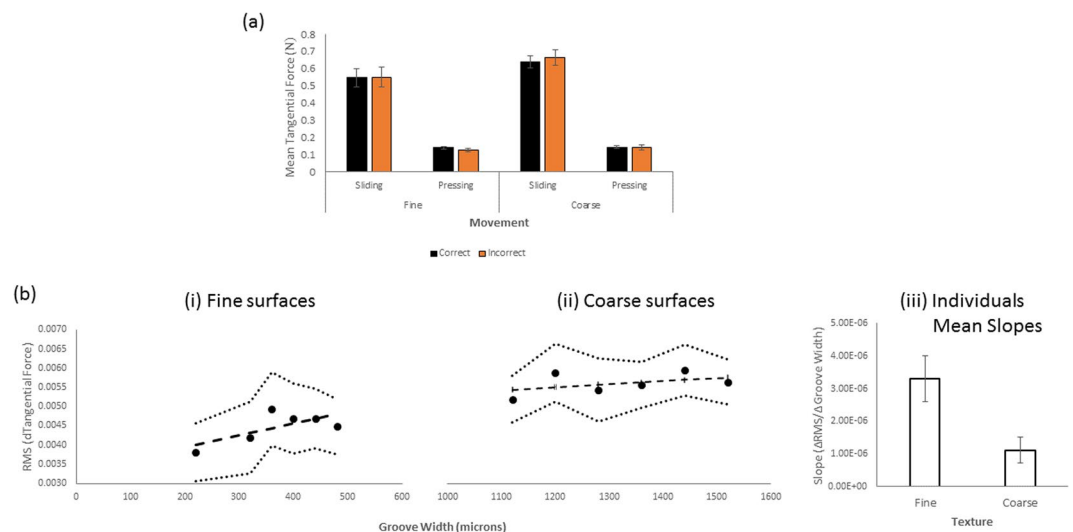 (a)
Mean Tangential Force (N)
0.8
0.7
0.6
0.5
0.4
0.3
0.2
0.1
0
Sliding Pressing Sliding Pressing
Fine Coarse
Movement
Correct Incorrect
(b)
(i) Fine surfaces
(ii) Coarse surfaces
(iii) Individuals
Mean Slopes
RMS (dTangential Force)
0.0070
0.0065
0.0060
0.0055
0.0050
0.0045
0.0040
0.0035
0.0030
0 100 200 300 400 500 600
1000 1100 1200 1300 1400 1500 1600
Groove Width (microns)
Slope (ΔRMS/Δ Groove Width)
5.00E-06
4.00E-06
3.00E-06
2.00E-06
1.00E-06
0.00E+00
Fine Coarse
Texture